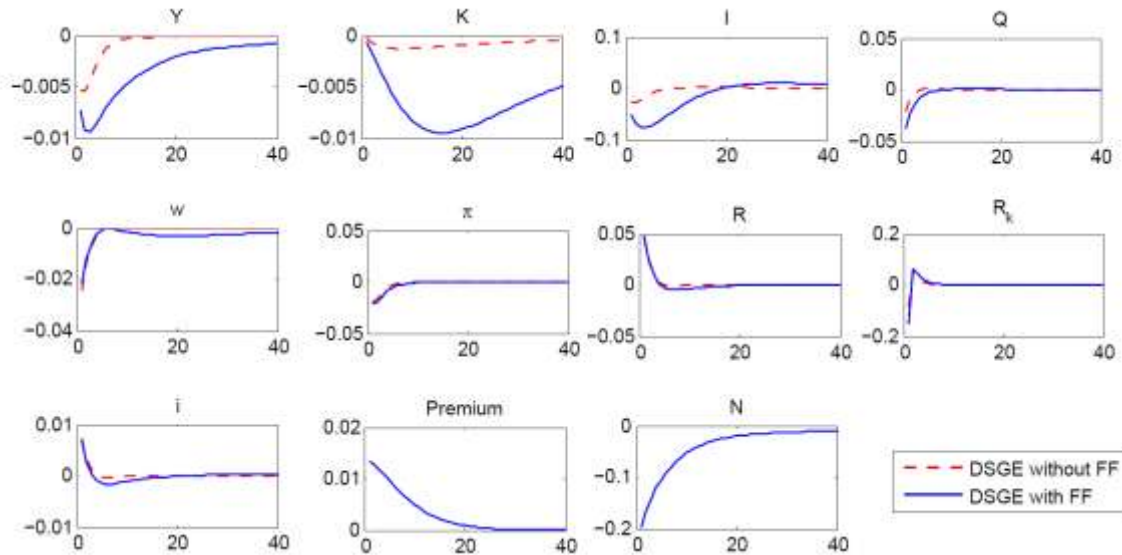 Y K I Q
0 0 0.1 0.05
−0.005 −0.005 0 0
−0.01 −0.01 −0.1 −0.05
0 20 40 0 20 40 0 20 40 0 20 40
w π R R_k
0 0.05 0.05 0.2
−0.02 0 0 0
−0.04 −0.05 −0.05 −0.2
0 20 40 0 20 40 0 20 40 0 20 40
i Premium N
0.01 0.02 0
0 0.01 −0.1
−0.01 0 −0.2
0 20 40 0 20 40 0 20 40
DSGE without FF
DSGE with FF